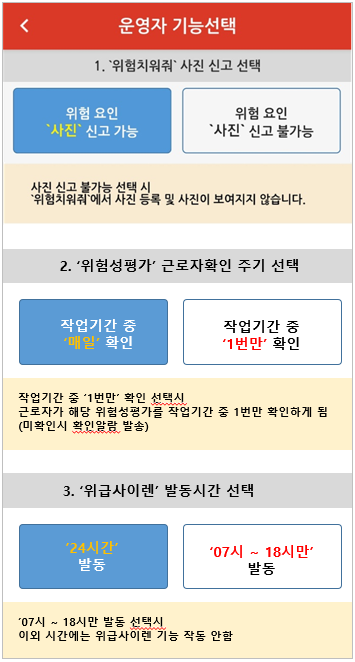 운영자 기능선택
1. `위험치워줘` 사진 신고 선택
위험 요인
`사진` 신고 가능
위험 요인
`사진` 신고 불가능
사진 신고 불가능 선택 시
`위험치워줘`에서 사진 등록 및 사진이 보여지지 않습니다.
2. ‘위험성평가’ 근로자확인 주기 선택
작업기간 중
‘매일’ 확인
작업기간 중
‘1번만’ 확인
작업기간 중 ‘1번만’ 확인 선택시
근로자가 해당 위험성평가를 작업기간 중 1번만 확인하게 됨
(미확인시 확인알람 발송)
3. ‘위급사이렌’ 발동시간 선택
‘24시간’
발동
‘07시 ~ 18시만’
발동
‘07시 ~ 18시만 발동 선택시
이외 시간에는 위급사이렌 기능 작동 안함